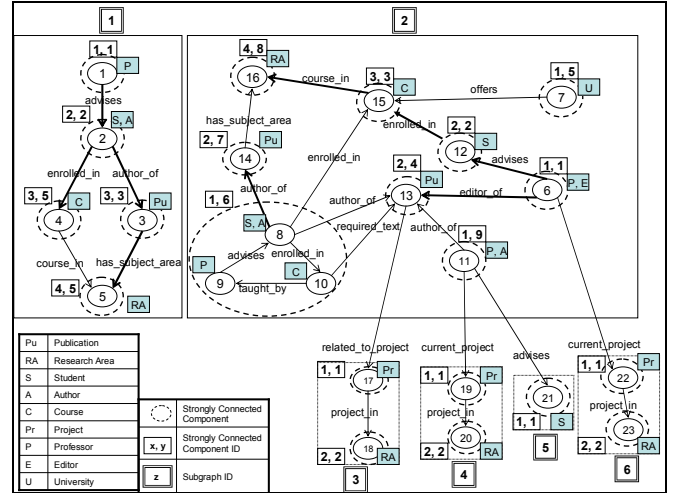 1
2
1, 1
1
P
advises
2, 2
2
S, A
enrolled_in
author_of
3, 5
4
C
3, 3
3
Pu
course_in
has_subject_area
4, 5
5
RA
4, 8
16
RA
course_in
3, 3
15
C
offers
1, 5
7
U
has_subject_area
2, 7
14
Pu
enrolled_in
enrolled_in
2, 2
12
S
advises
1, 1
6
P, E
editor_of
2, 4
13
Pu
author_of
1, 6
S, A
8
author_of
required_text
author_of
1, 9
11
P, A
advises
enrolled_in
P
9
C
10
taught_by
related_to_project
1, 1
17
Pr
project_in
2, 2
18
RA
3
current_project
1, 1
19
Pr
project_in
2, 2
20
RA
4
advises
21
1, 1
S
5
current_project
1, 1
22
Pr
project_in
2, 2
23
RA
6
Pu Publication
RA Research Area
S Student
A Author
C Course
Pr Project
P Professor
E Editor
U University
Strongly Connected
Component
x, y Strongly Connected
Component ID
z Subgraph ID